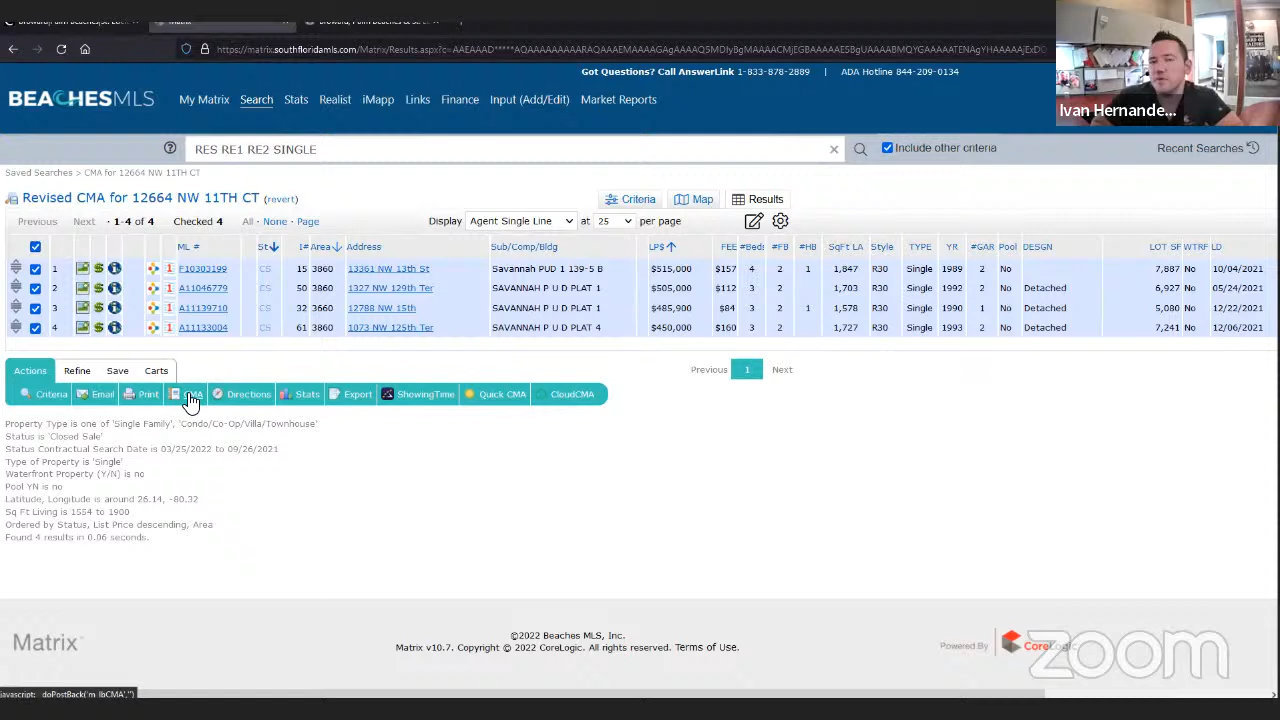 Matrix
https://matrix.southfloridamls.com/Matrix/Results.aspx?c=
Ivan Hernande...
Got Questions? Call AnswerLink 1-833-878-2889 | ADA Hotline 844-209-0134
BEACHESMLS My Matrix Search Stats Realist iMapp Links Finance Input (Add/Edit) Market Reports
RES RE1 RE2 SINGLE Include other criteria Recent Searches
Saved Searches > CMA for 12664 NW 11TH CT
Revised CMA for 12664 NW 11TH CT (revert) Criteria Map Results
Previous Next · 1-4 of 4 Checked 4 All · None · Page Display Agent Single Line at 25 per page
ML # St I# Area Address Sub/Comp/Bldg LP$ FEE #Beds #FB #HB SqFt LA Style TYPE YR #GAR Pool DESGN LOT SF WTRF LD
1 F10303199 CS 15 3860 13361 NW 13th St Savannah PUD 1 139-5 B $515,000 $157 4 2 1 1,847 R30 Single 1989 2 No 7,887 No 10/04/2021
2 A11046779 CS 50 3860 1327 NW 129th Ter SAVANNAH P U D PLAT 1 $505,000 $112 3 2 1,703 R30 Single 1992 2 No Detached 6,927 No 05/24/2021
3 A11139710 CS 32 3860 12788 NW 15th SAVANNAH P U D PLAT 1 $485,900 $84 3 2 1 1,578 R30 Single 1990 1 No Detached 5,080 No 12/22/2021
4 A11133004 CS 61 3860 1073 NW 125th Ter SAVANNAH P U D PLAT 4 $450,000 $160 3 2 1,727 R30 Single 1993 2 No Detached 7,241 No 12/06/2021
Actions Refine Save Carts Previous 1 Next
Criteria Email Print CMA Directions Stats Export ShowingTime Quick CMA CloudCMA
Property Type is one of 'Single Family', 'Condo/Co-Op/Villa/Townhouse'
Status is 'Closed Sale'
Status Contractual Search Date is 03/25/2022 to 09/26/2021
Type of Property is 'Single'
Waterfront Property (Y/N) is no
Pool YN is no
Latitude, Longitude is around 26.14, -80.32
Sq Ft Living is 1554 to 1900
Ordered by Status, List Price descending, Area
Found 4 results in 0.06 seconds.
Matrix
©2022 Beaches MLS, Inc.
Matrix v10.7. Copyright © 2022 CoreLogic. All rights reserved. Terms of Use.
Powered By CoreLogic
zoom
javascript:__doPostBack('m_lbCMA','')